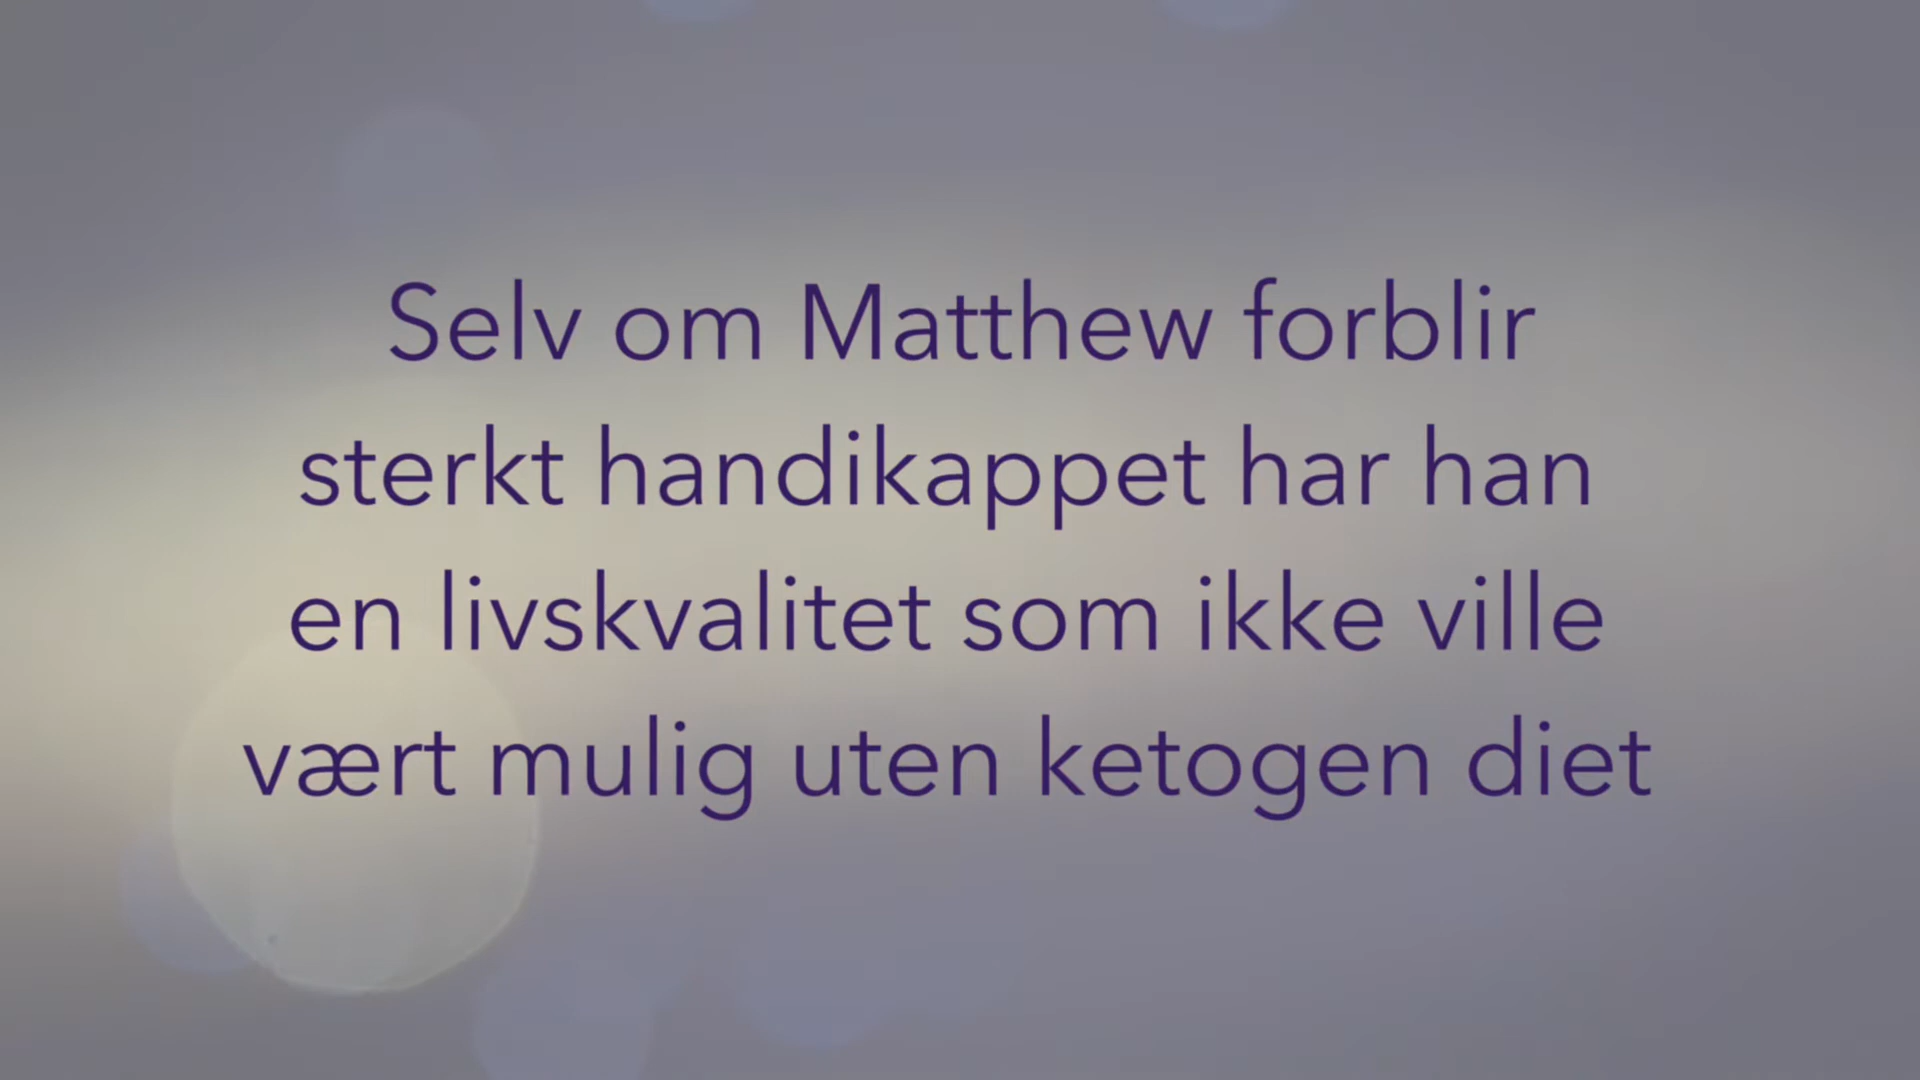 Selv om Matthew forblir
sterkt handikappet har han
en livskvalitet som ikke ville
vært mulig uten ketogen diet